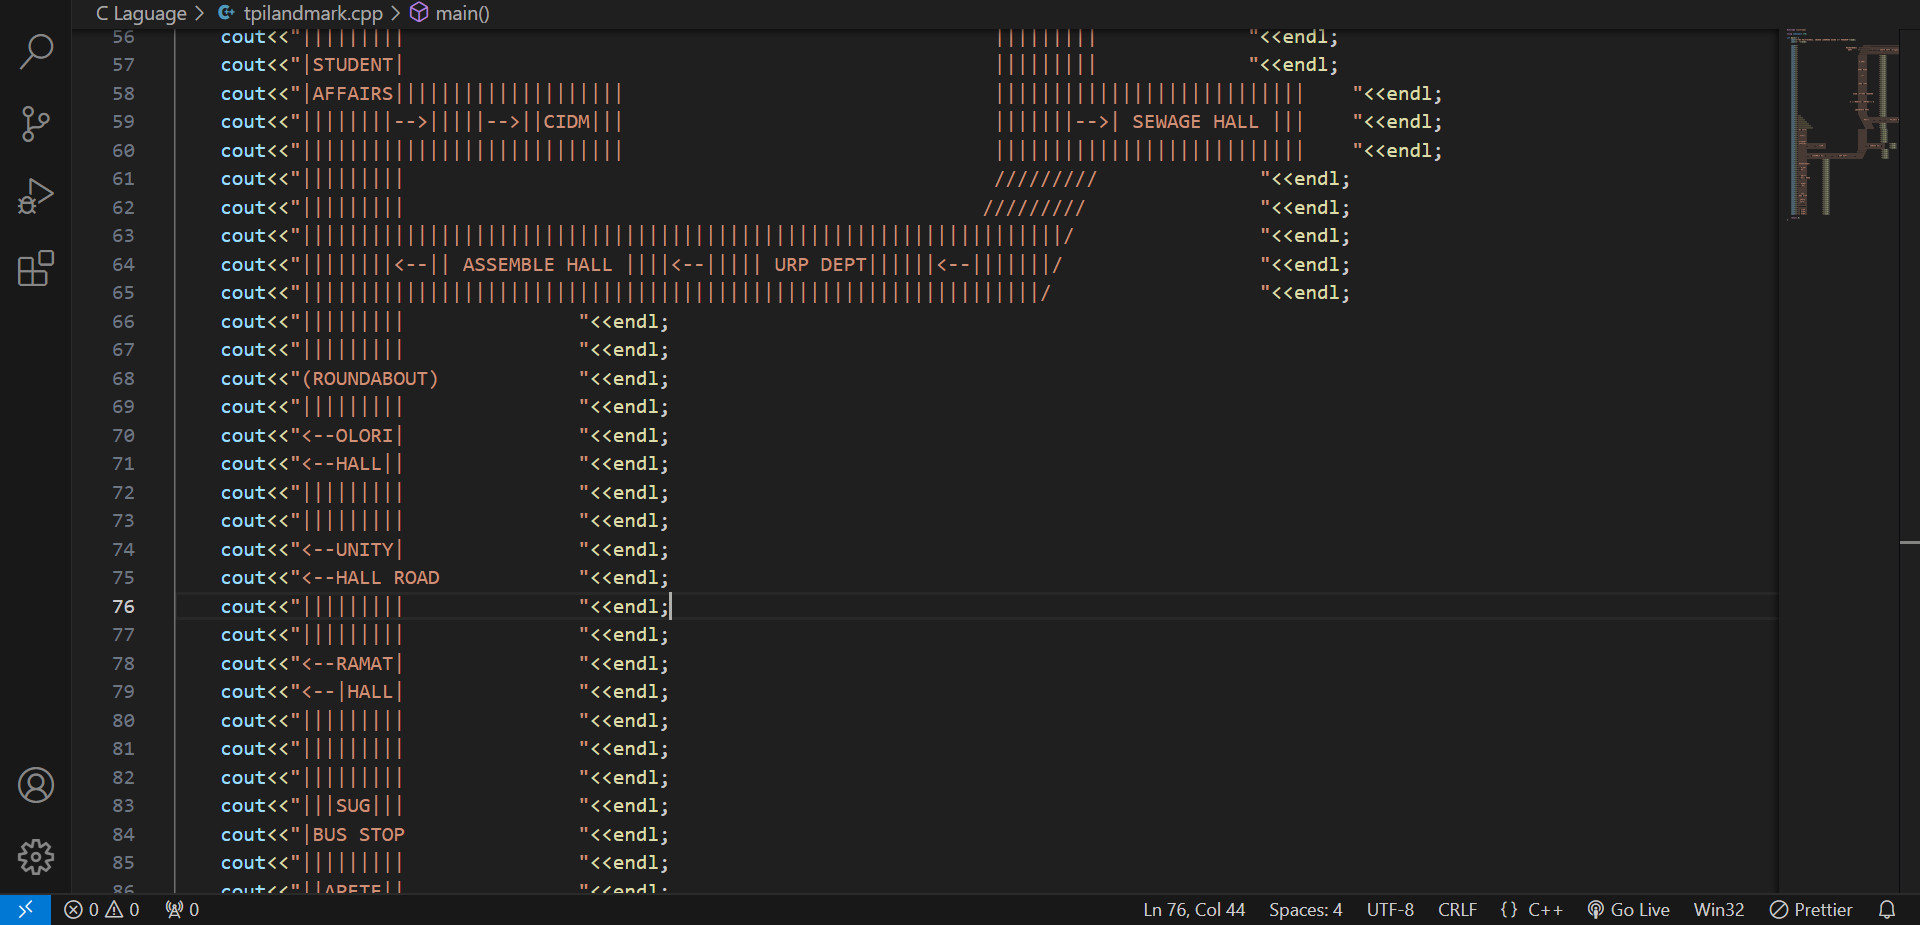 C Laguage > tpilandmark.cpp > main()
56 cout<<"|||||||||                                                   |||||||||             "<<endl;
57 cout<<"|STUDENT|                                                   |||||||||             "<<endl;
58 cout<<"|AFFAIRS||||||||||||||||||||                                |||||||||||||||||||||||||||    "<<endl;
59 cout<<"||||||||-->|||||-->||CIDM|||                                |||||||-->| SEWAGE HALL |||    "<<endl;
60 cout<<"||||||||||||||||||||||||||||                                |||||||||||||||||||||||||||    "<<endl;
61 cout<<"|||||||||                                                   /////////              "<<endl;
62 cout<<"|||||||||                                                  /////////               "<<endl;
63 cout<<"||||||||||||||||||||||||||||||||||||||||||||||||||||||||||||||||||/                "<<endl;
64 cout<<"||||||||<--|| ASSEMBLE HALL ||||<--||||| URP DEPT||||||<--|||||||/                 "<<endl;
65 cout<<"||||||||||||||||||||||||||||||||||||||||||||||||||||||||||||||||/                  "<<endl;
66 cout<<"|||||||||               "<<endl;
67 cout<<"|||||||||               "<<endl;
68 cout<<"(ROUNDABOUT)            "<<endl;
69 cout<<"|||||||||               "<<endl;
70 cout<<"<--OLORI|               "<<endl;
71 cout<<"<--HALL||               "<<endl;
72 cout<<"|||||||||               "<<endl;
73 cout<<"|||||||||               "<<endl;
74 cout<<"<--UNITY|               "<<endl;
75 cout<<"<--HALL ROAD            "<<endl;
76 cout<<"|||||||||               "<<endl;
77 cout<<"|||||||||               "<<endl;
78 cout<<"<--RAMAT|               "<<endl;
79 cout<<"<--|HALL|               "<<endl;
80 cout<<"|||||||||               "<<endl;
81 cout<<"|||||||||               "<<endl;
82 cout<<"|||||||||               "<<endl;
83 cout<<"|||SUG|||               "<<endl;
84 cout<<"|BUS STOP               "<<endl;
85 cout<<"|||||||||               "<<endl;
86 cout<<"||               "<<endl;
0 0 0 Ln 76, Col 44 Spaces: 4 UTF-8 CRLF {} C++ Go Live Win32 Prettier